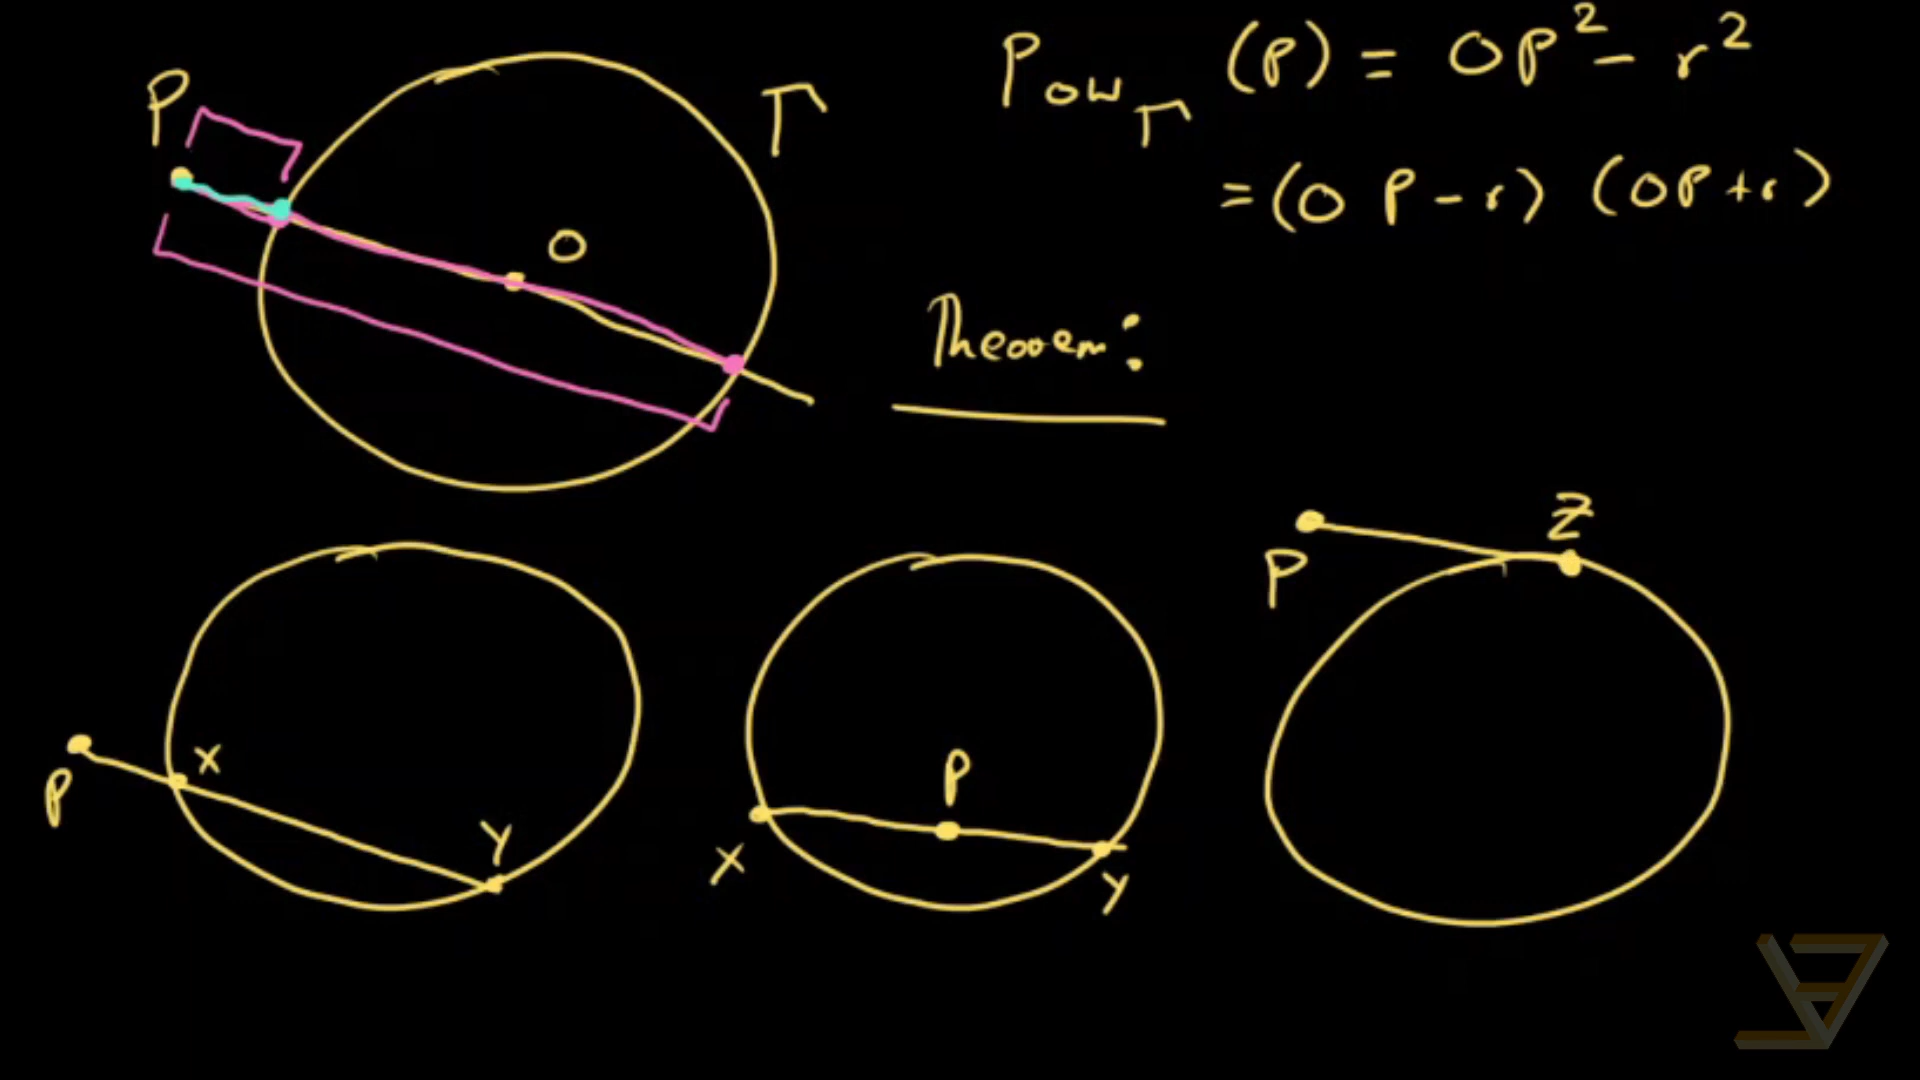 P
Γ
O
Pow_Γ (P) = OP² - r²
= (OP - r) (OP + r)
Theorem:
P
X
Y
X
P
Y
P
Z